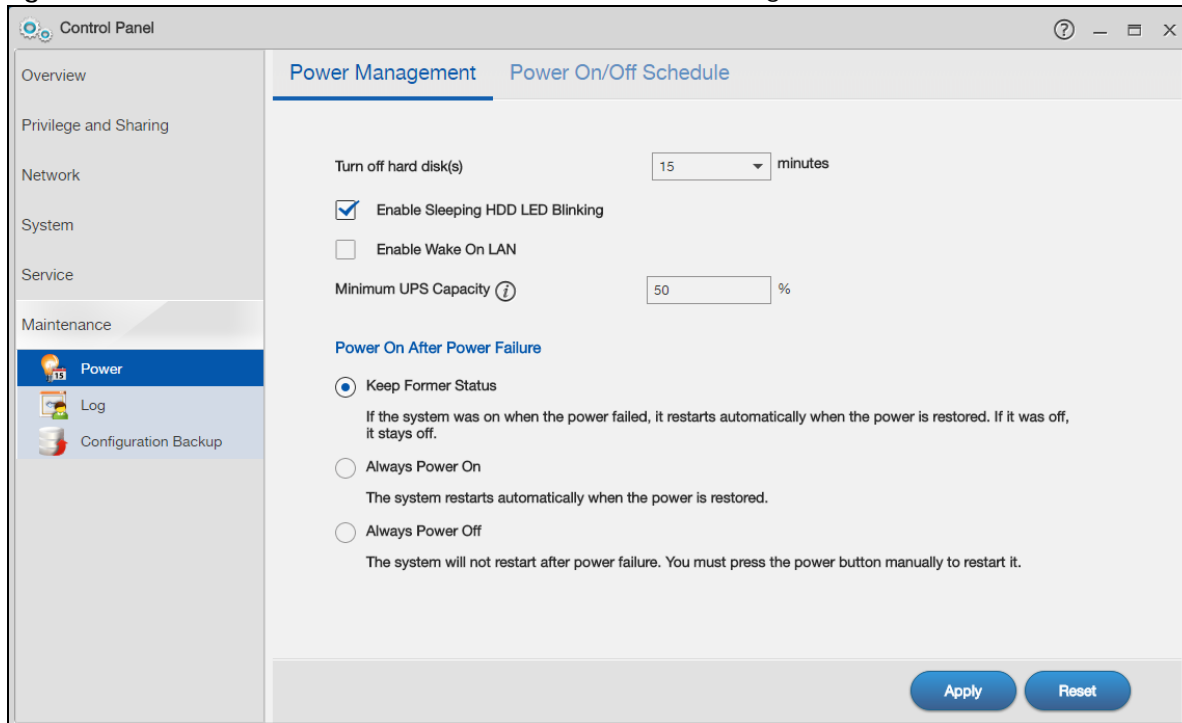 Control Panel
Overview
Privilege and Sharing
Network
System
Service
Maintenance
15
Power
Log
Configuration Backup
Power Management
Power On/Off Schedule
Turn off hard disk(s)
15
minutes
Enable Sleeping HDD LED Blinking
Enable Wake On LAN
Minimum UPS Capacity
i
50
%
Power On After Power Failure
Keep Former Status
If the system was on when the power failed, it restarts automatically when the power is restored. If it was off,
it stays off.
Always Power On
The system restarts automatically when the power is restored.
Always Power Off
The system will not restart after power failure. You must press the power button manually to restart it.
Apply
Reset